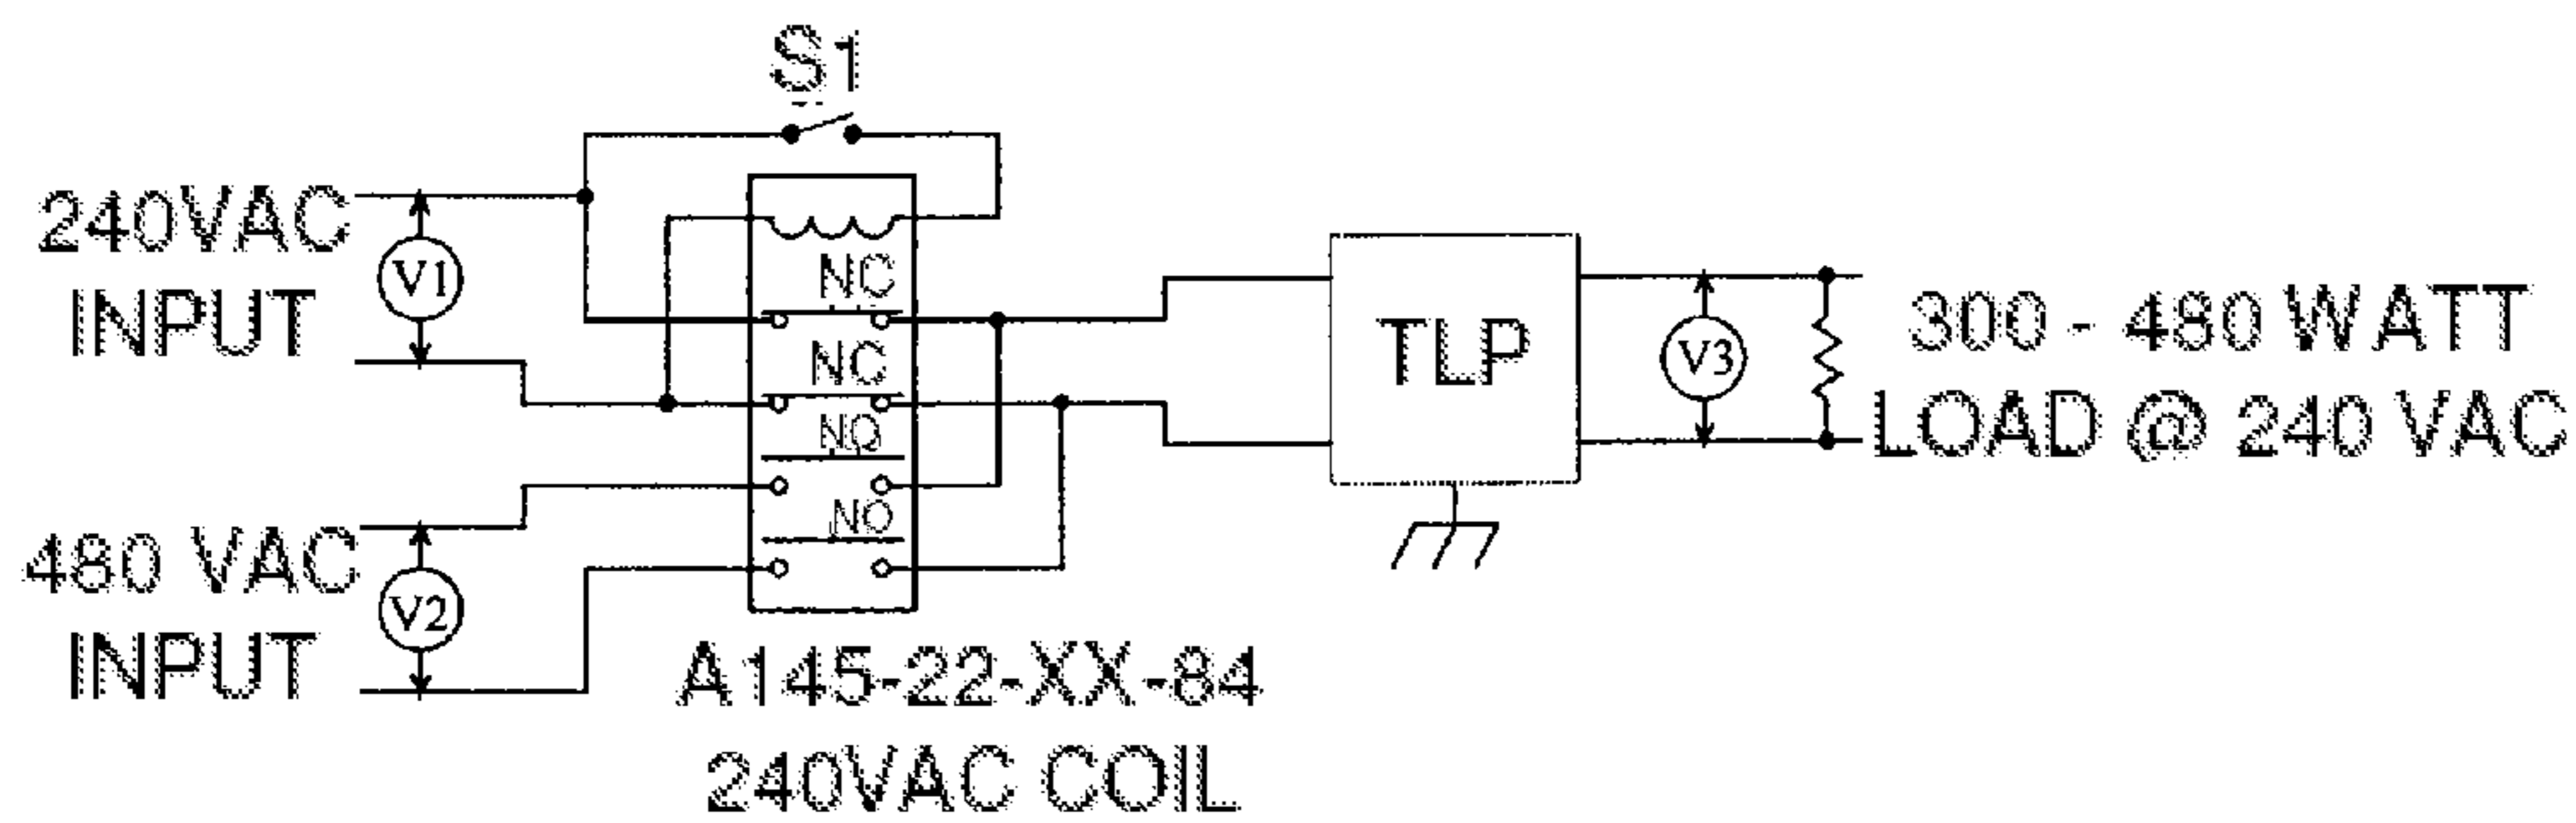 S1
240VAC
INPUT
V1
NC
NC
NO
NO
TLP
V3
300 - 480 WATT
LOAD @ 240 VAC
480 VAC
INPUT
V2
A145-22-XX-84
240VAC COIL